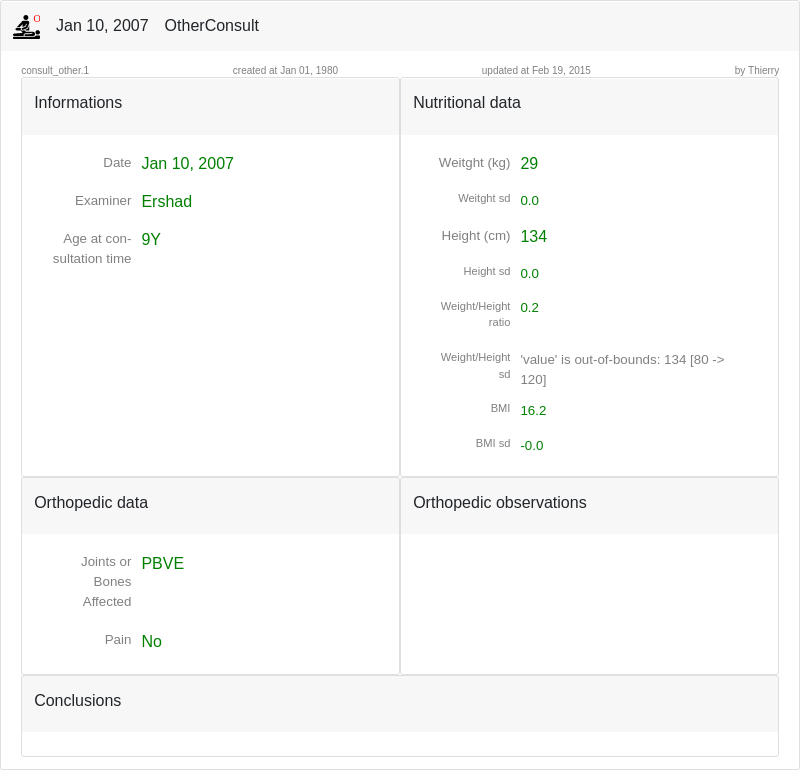 O
Jan 10, 2007 OtherConsult
consult_other.1 created at Jan 01, 1980 updated at Feb 19, 2015 by Thierry
Informations
Date Jan 10, 2007
Examiner Ershad
Age at con- 9Y
sultation time
Nutritional data
Weitght (kg) 29
Weitght sd 0.0
Height (cm) 134
Height sd 0.0
Weight/Height 0.2
ratio
Weight/Height 'value' is out-of-bounds: 134 [80 ->
sd 120]
BMI 16.2
BMI sd -0.0
Orthopedic data
Joints or PBVE
Bones
Affected
Pain No
Orthopedic observations
Conclusions